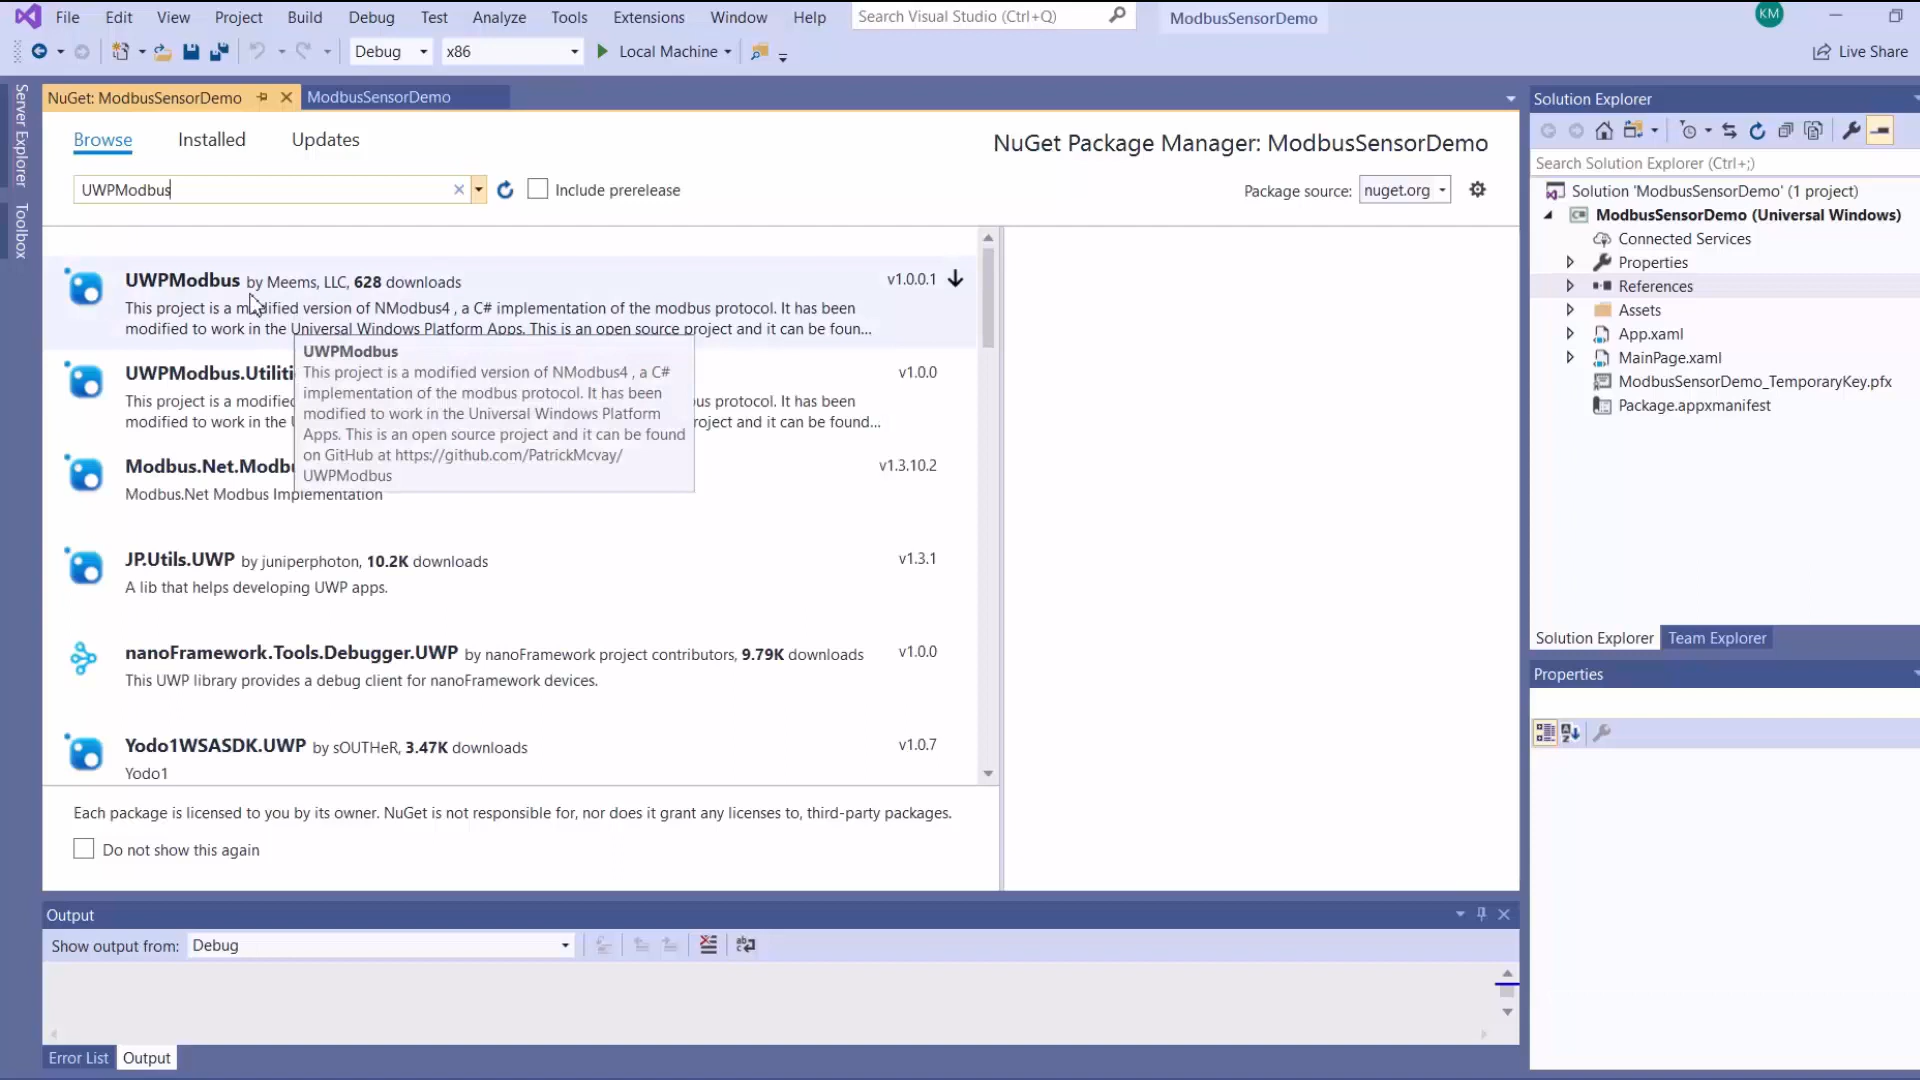 File Edit View Project Build Debug Test Analyze Tools Extensions Window Help Search Visual Studio (Ctrl+Q) ModbusSensorDemo KM
Debug x86 Local Machine Live Share
Server Explorer
Toolbox
NuGet: ModbusSensorDemo ModbusSensorDemo
Browse Installed Updates
NuGet Package Manager: ModbusSensorDemo
UWPModbus Include prerelease Package source: nuget.org
UWPModbus by Meems, LLC, 628 downloads v1.0.0.1
This project is a modified version of NModbus4 , a C# implementation of the modbus protocol. It has been
modified to work in the Universal Windows Platform Apps. This is an open source project and it can be foun...
UWPModbus
This project is a modified version of NModbus4 , a C#
implementation of the modbus protocol. It has been
modified to work in the Universal Windows Platform
Apps. This is an open source project and it can be found
on GitHub at https://github.com/PatrickMcvay/
UWPModbus
UWPModbus.Utiliti v1.0.0
This project is a modifie us protocol. It has been
modified to work in the U roject and it can be found...
Modbus.Net.Modbu v1.3.10.2
Modbus.Net Modbus Implementation
JP.Utils.UWP by juniperphoton, 10.2K downloads v1.3.1
A lib that helps developing UWP apps.
nanoFramework.Tools.Debugger.UWP by nanoFramework project contributors, 9.79K downloads v1.0.0
This UWP library provides a debug client for nanoFramework devices.
Yodo1WSASDK.UWP by sOUTHeR, 3.47K downloads v1.0.7
Yodo1
Each package is licensed to you by its owner. NuGet is not responsible for, nor does it grant any licenses to, third-party packages.
Do not show this again
Output
Show output from: Debug
Error List Output
Solution Explorer
Search Solution Explorer (Ctrl+;)
Solution 'ModbusSensorDemo' (1 project)
ModbusSensorDemo (Universal Windows)
Connected Services
Properties
References
Assets
App.xaml
MainPage.xaml
ModbusSensorDemo_TemporaryKey.pfx
Package.appxmanifest
Solution Explorer Team Explorer
Properties